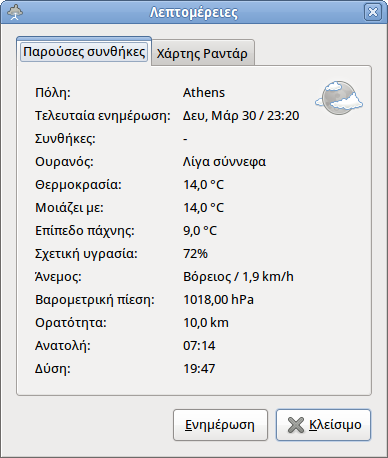 Λεπτομέρειες
Παρούσες συνθήκες Χάρτης Ραντάρ
Πόλη: Athens
Τελευταία ενημέρωση: Δευ, Μάρ 30 / 23:20
Συνθήκες: -
Ουρανός: Λίγα σύννεφα
Θερμοκρασία: 14,0 °C
Μοιάζει με: 14,0 °C
Επίπεδο πάχνης: 9,0 °C
Σχετική υγρασία: 72%
Άνεμος: Βόρειος / 1,9 km/h
Βαρομετρική πίεση: 1018,00 hPa
Ορατότητα: 10,0 km
Ανατολή: 07:14
Δύση: 19:47
Ενημέρωση Κλείσιμο